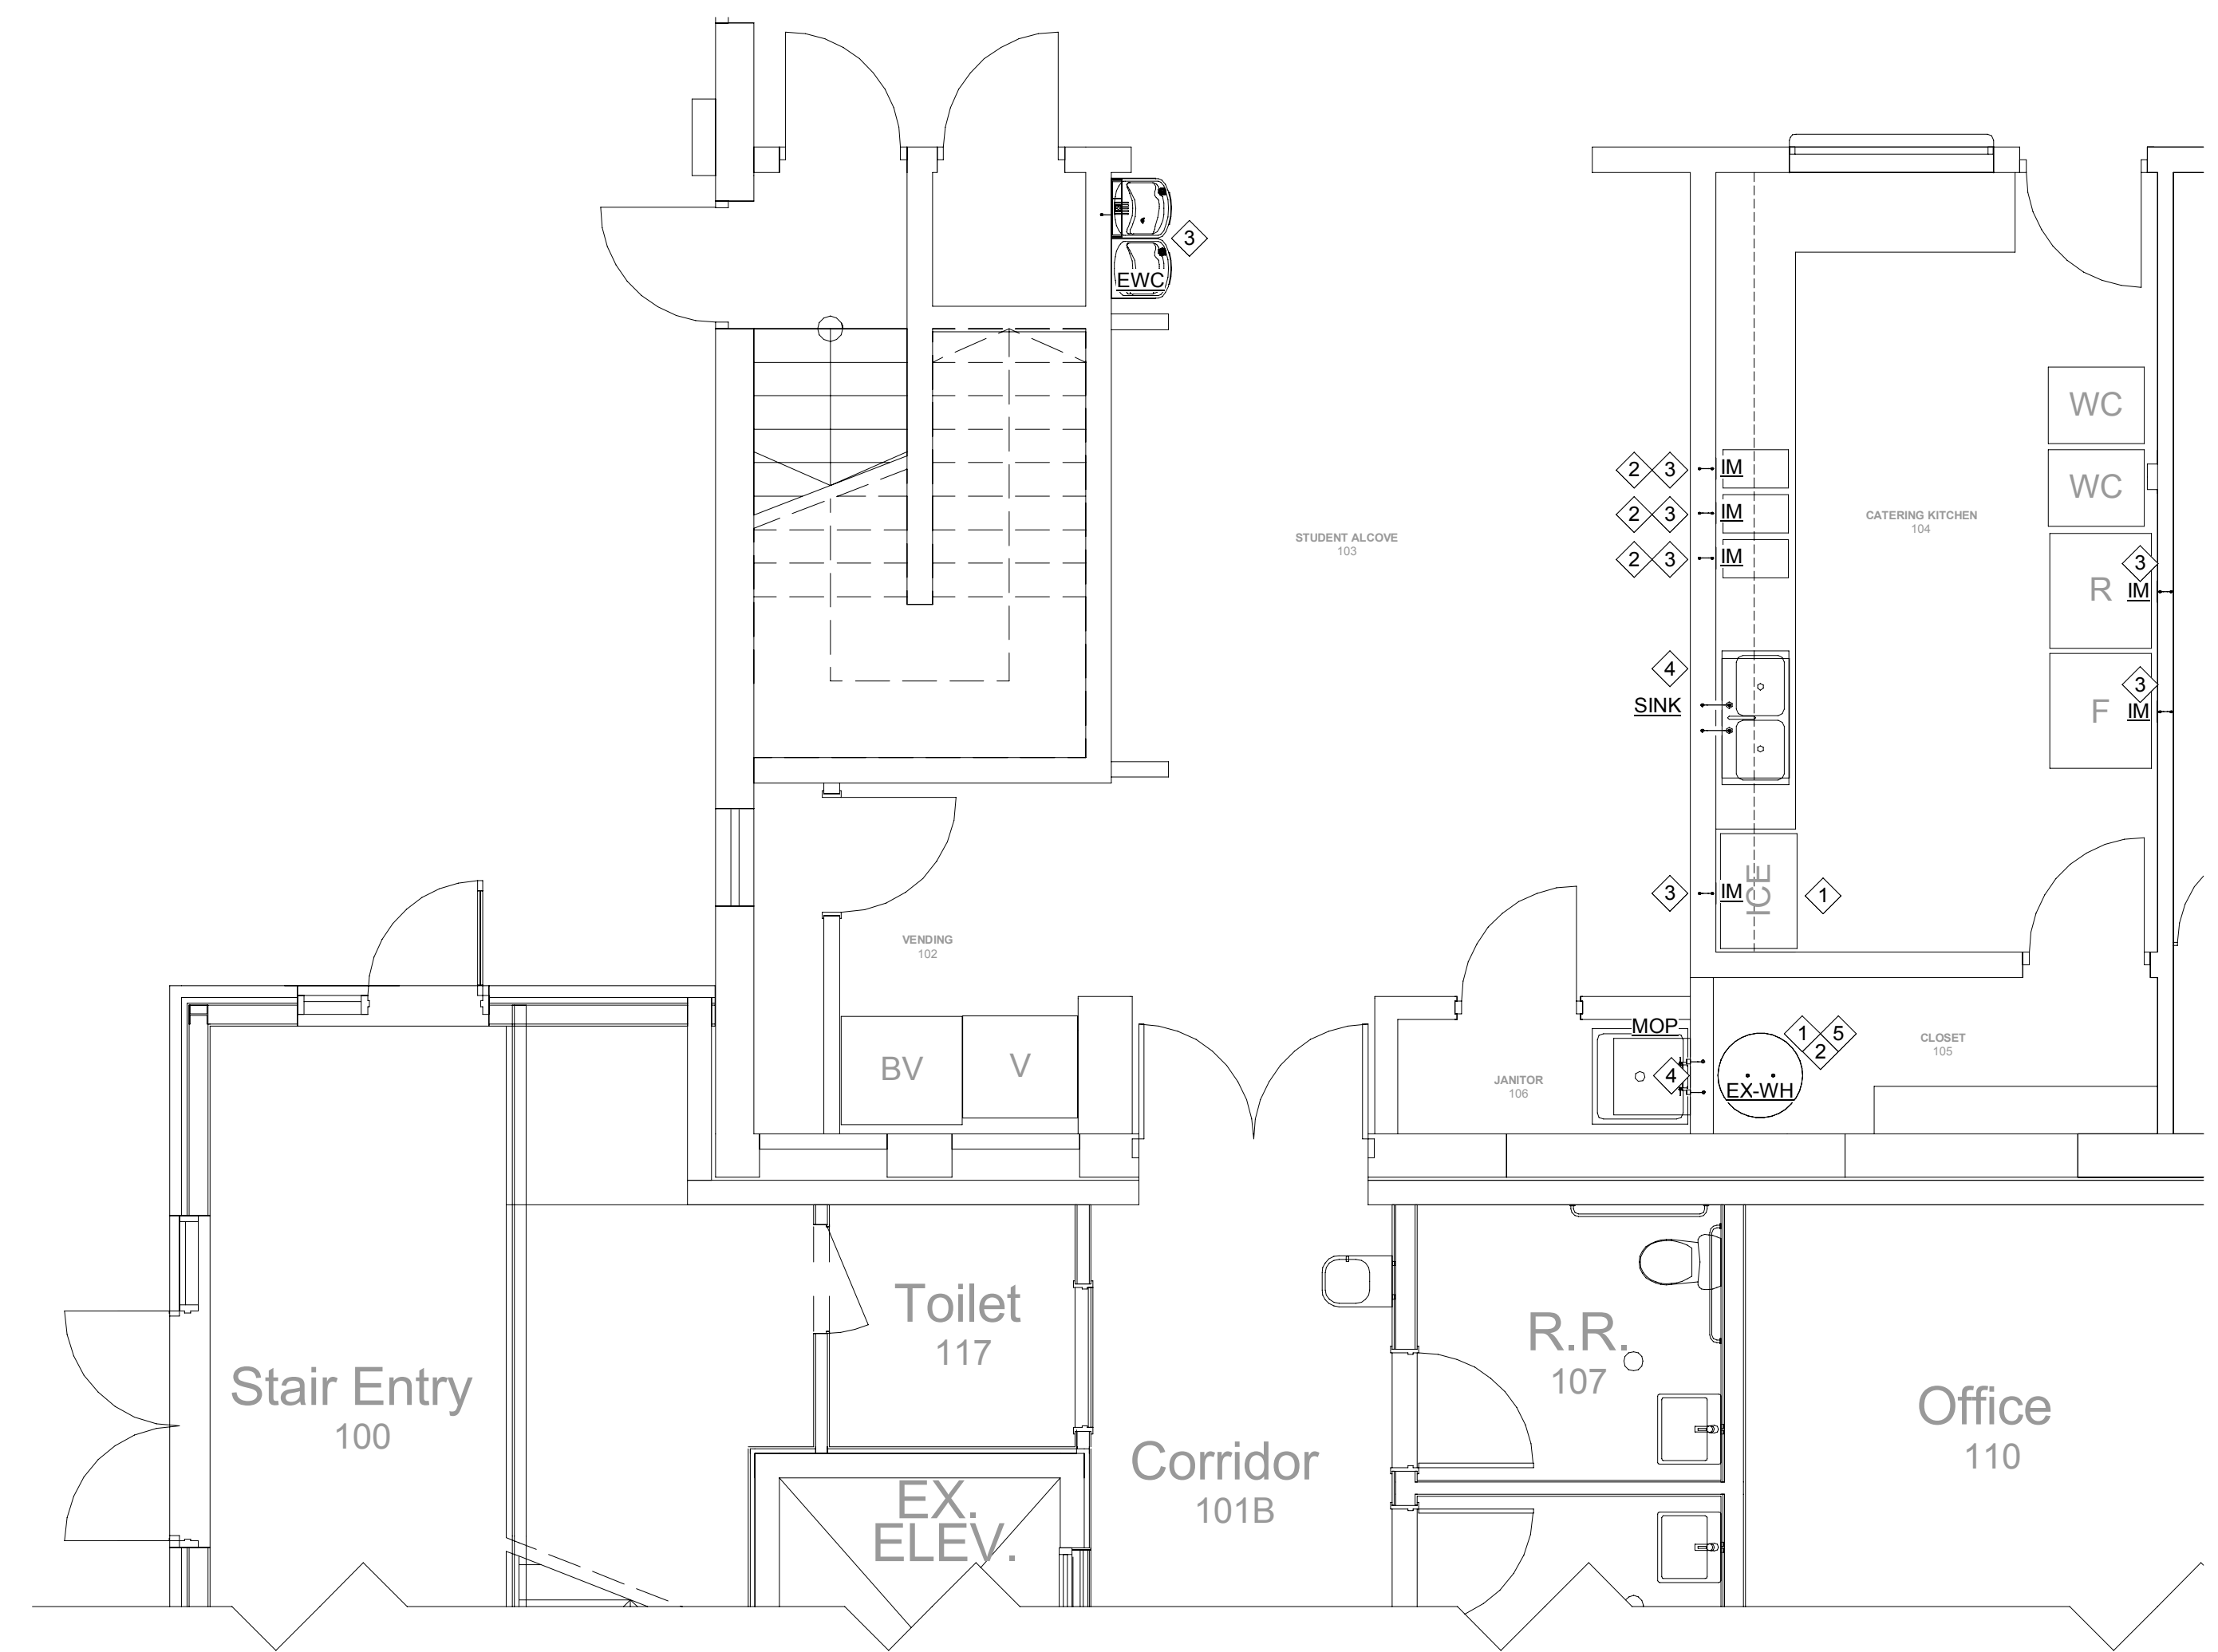 3
EWC
WC
2 3 IM
WC
2 3 IM
CATERING KITCHEN
104
STUDENT ALCOVE
103
2 3 IM
3
R IM
4
SINK
3
F IM
3 IM ICE 1
VENDING
102
MOP
1 5
2
CLOSET
105
BV V
4
JANITOR
106
EX-WH
Toilet
117
R.R.
107
Stair Entry
100
Office
110
Corridor
101B
EX.
ELEV.